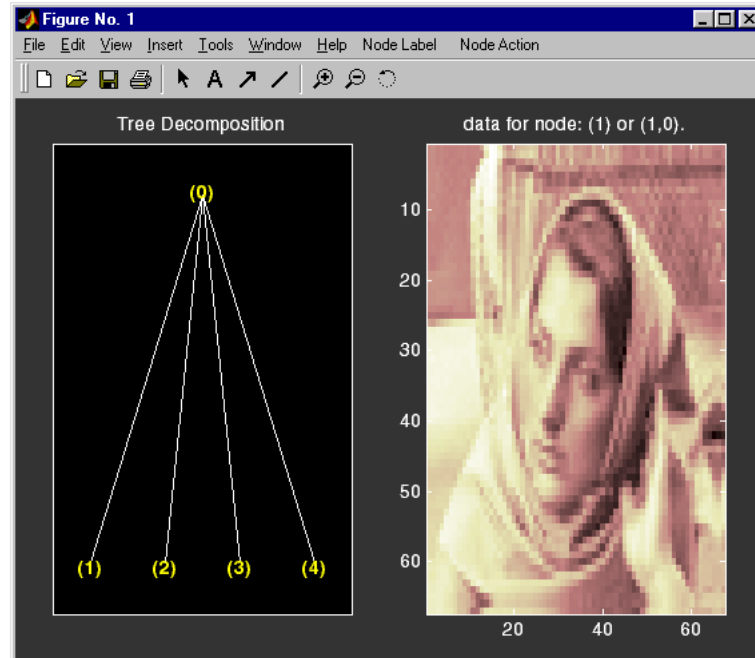 Figure No. 1
File Edit View Insert Tools Window Help Node Label Node Action
A
Tree Decomposition
(0)
(1) (2) (3) (4)
data for node: (1) or (1,0).
10
20
30
40
50
60
20 40 60